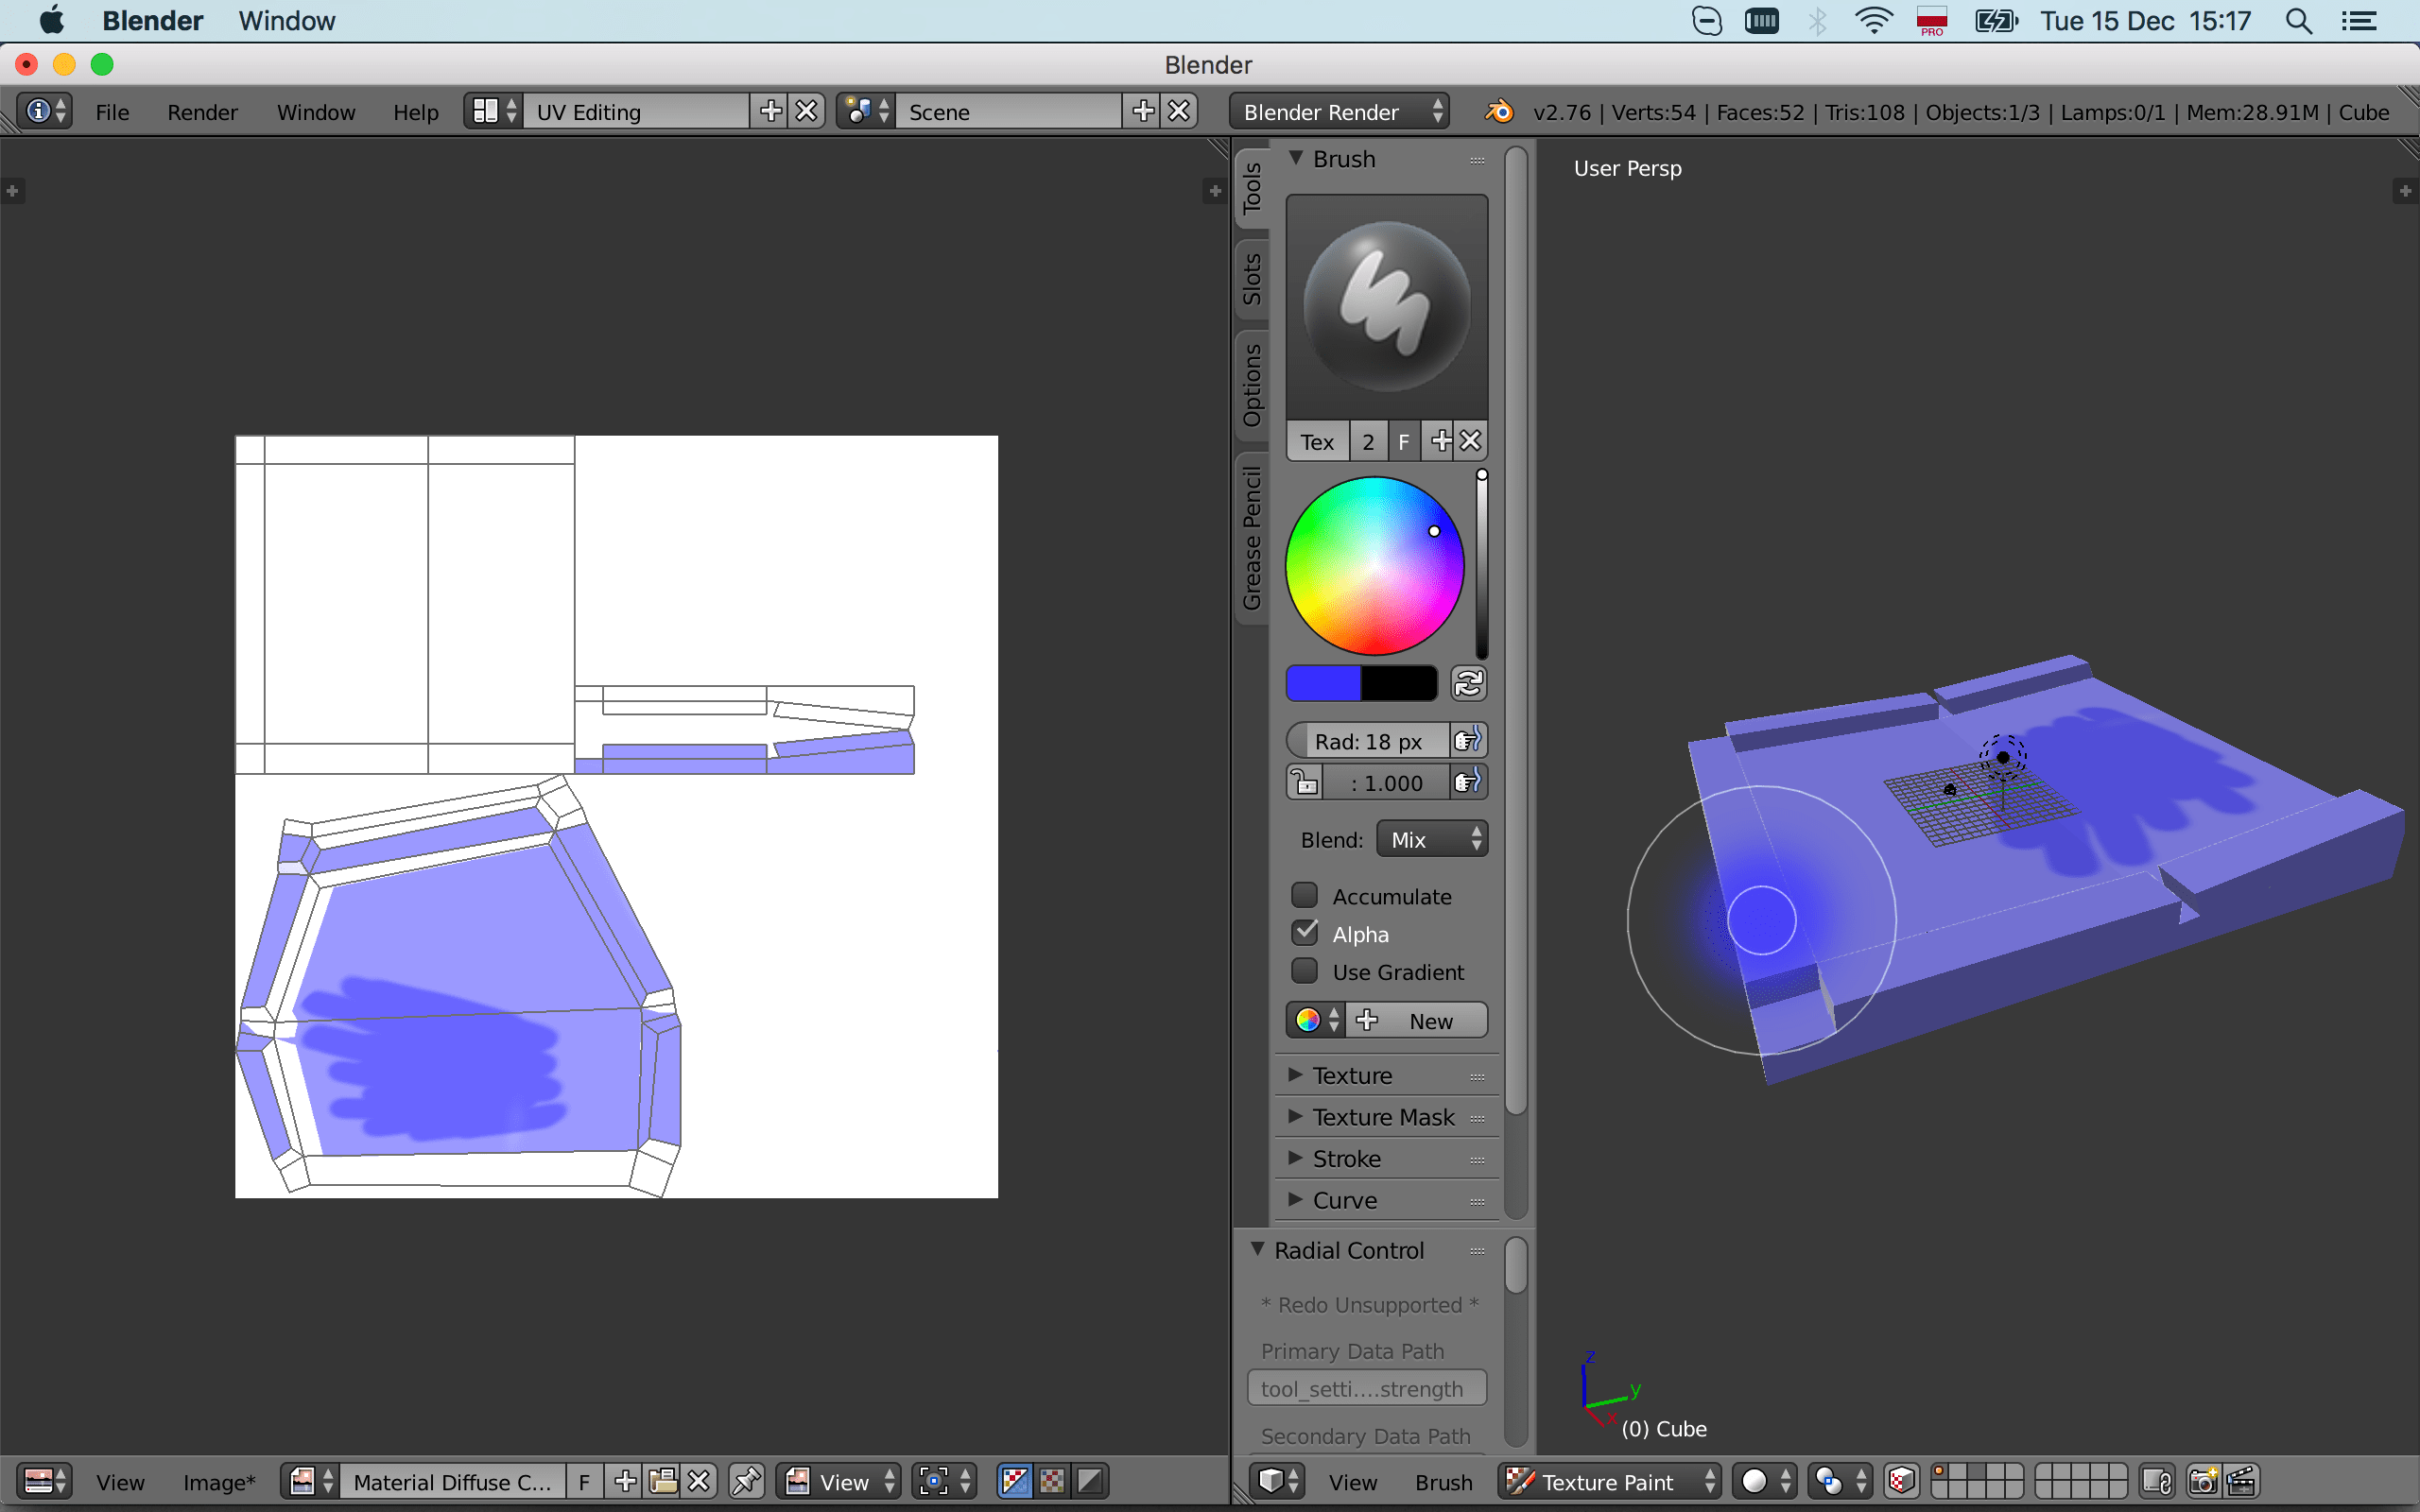 Blender Window PRO Tue 15 Dec 15:17
Blender
File Render Window Help UV Editing Scene Blender Render v2.76 | Verts:54 | Faces:52 | Tris:108 | Objects:1/3 | Lamps:0/1 | Mem:28.91M | Cube
Tools
Slots
Options
Grease Pencil
Brush
Tex 2 F
Rad: 18 px
: 1.000
Blend: Mix
Accumulate
Alpha
Use Gradient
New
Texture
Texture Mask
Stroke
Curve
Radial Control
* Redo Unsupported *
Primary Data Path
tool_setti....strength
Secondary Data Path
User Persp
z
y
x
(0) Cube
View Image* Material Diffuse C... F View
View Brush Texture Paint